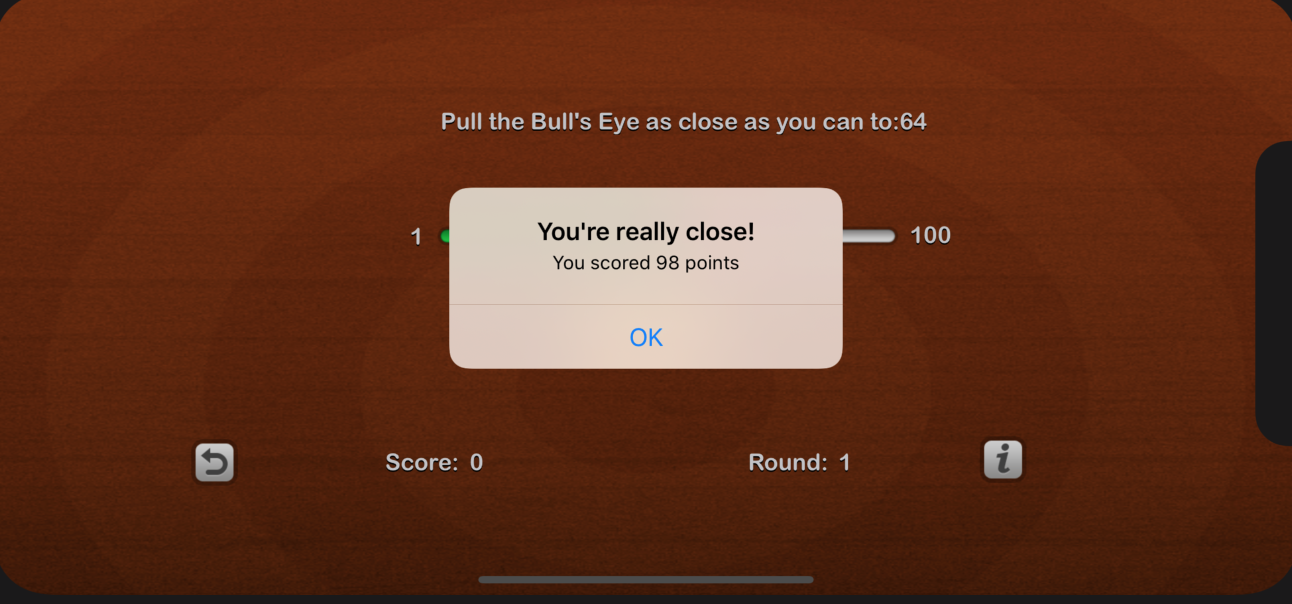 Pull the Bull's Eye as close as you can to:64
1
100
You're really close!
You scored 98 points
OK
Score: 0
Round: 1
i